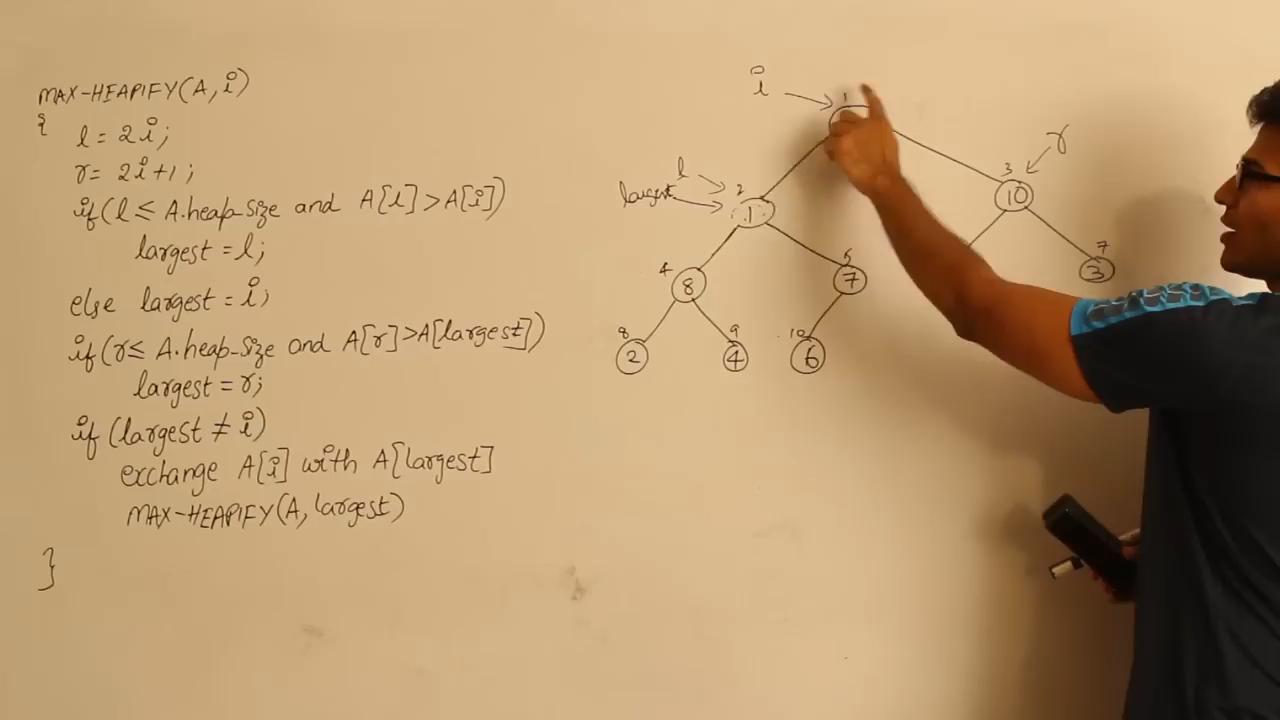 MAX-HEAPIFY(A, i)
{
l = 2i;
r = 2i+1;
if(l ≤ A.heap-size and A[l] > A[i])
largest = l;
else largest = i;
if(r ≤ A.heap-size and A[r] > A[largest])
largest = r;
if (largest ≠ i)
exchange A[i] with A[largest]
MAX-HEAPIFY(A, largest)
}
i
1
l
largest
2
1
3
10
r
4
8
5
7
7
3
8
2
9
4
10
6